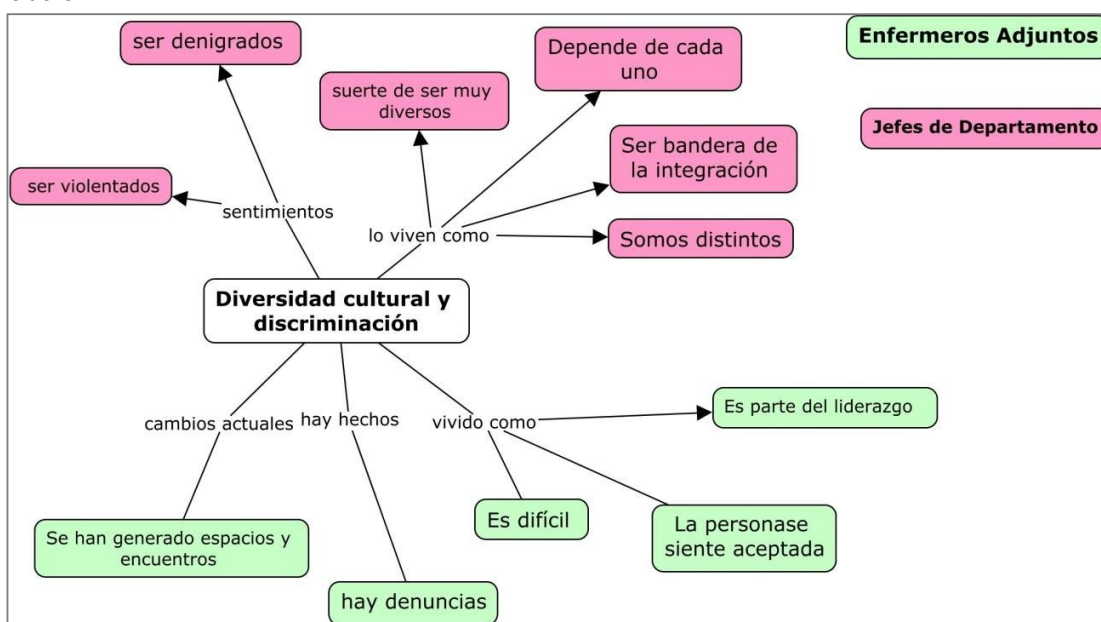 ser denigrados
Depende de cada
uno
Enfermeros Adjuntos
suerte de ser muy
diversos
Jefes de Departamento
Ser bandera de
la integración
ser violentados
sentimientos
lo viven como
Somos distintos
Diversidad cultural y
discriminación
cambios actuales
hay hechos
vivido como
Es parte del liderazgo
Es difícil
La personase
siente aceptada
Se han generado espacios y
encuentros
hay denuncias